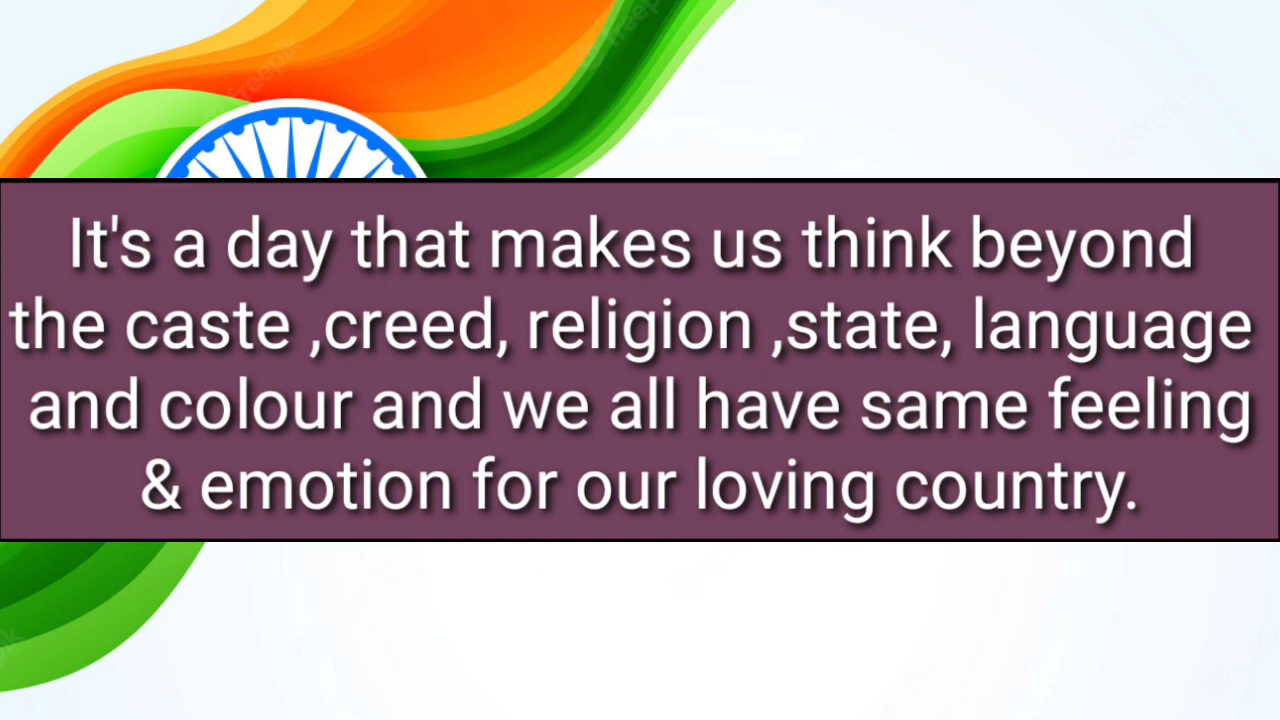 It's a day that makes us think beyond
the caste ,creed, religion ,state, language
and colour and we all have same feeling
& emotion for our loving country.